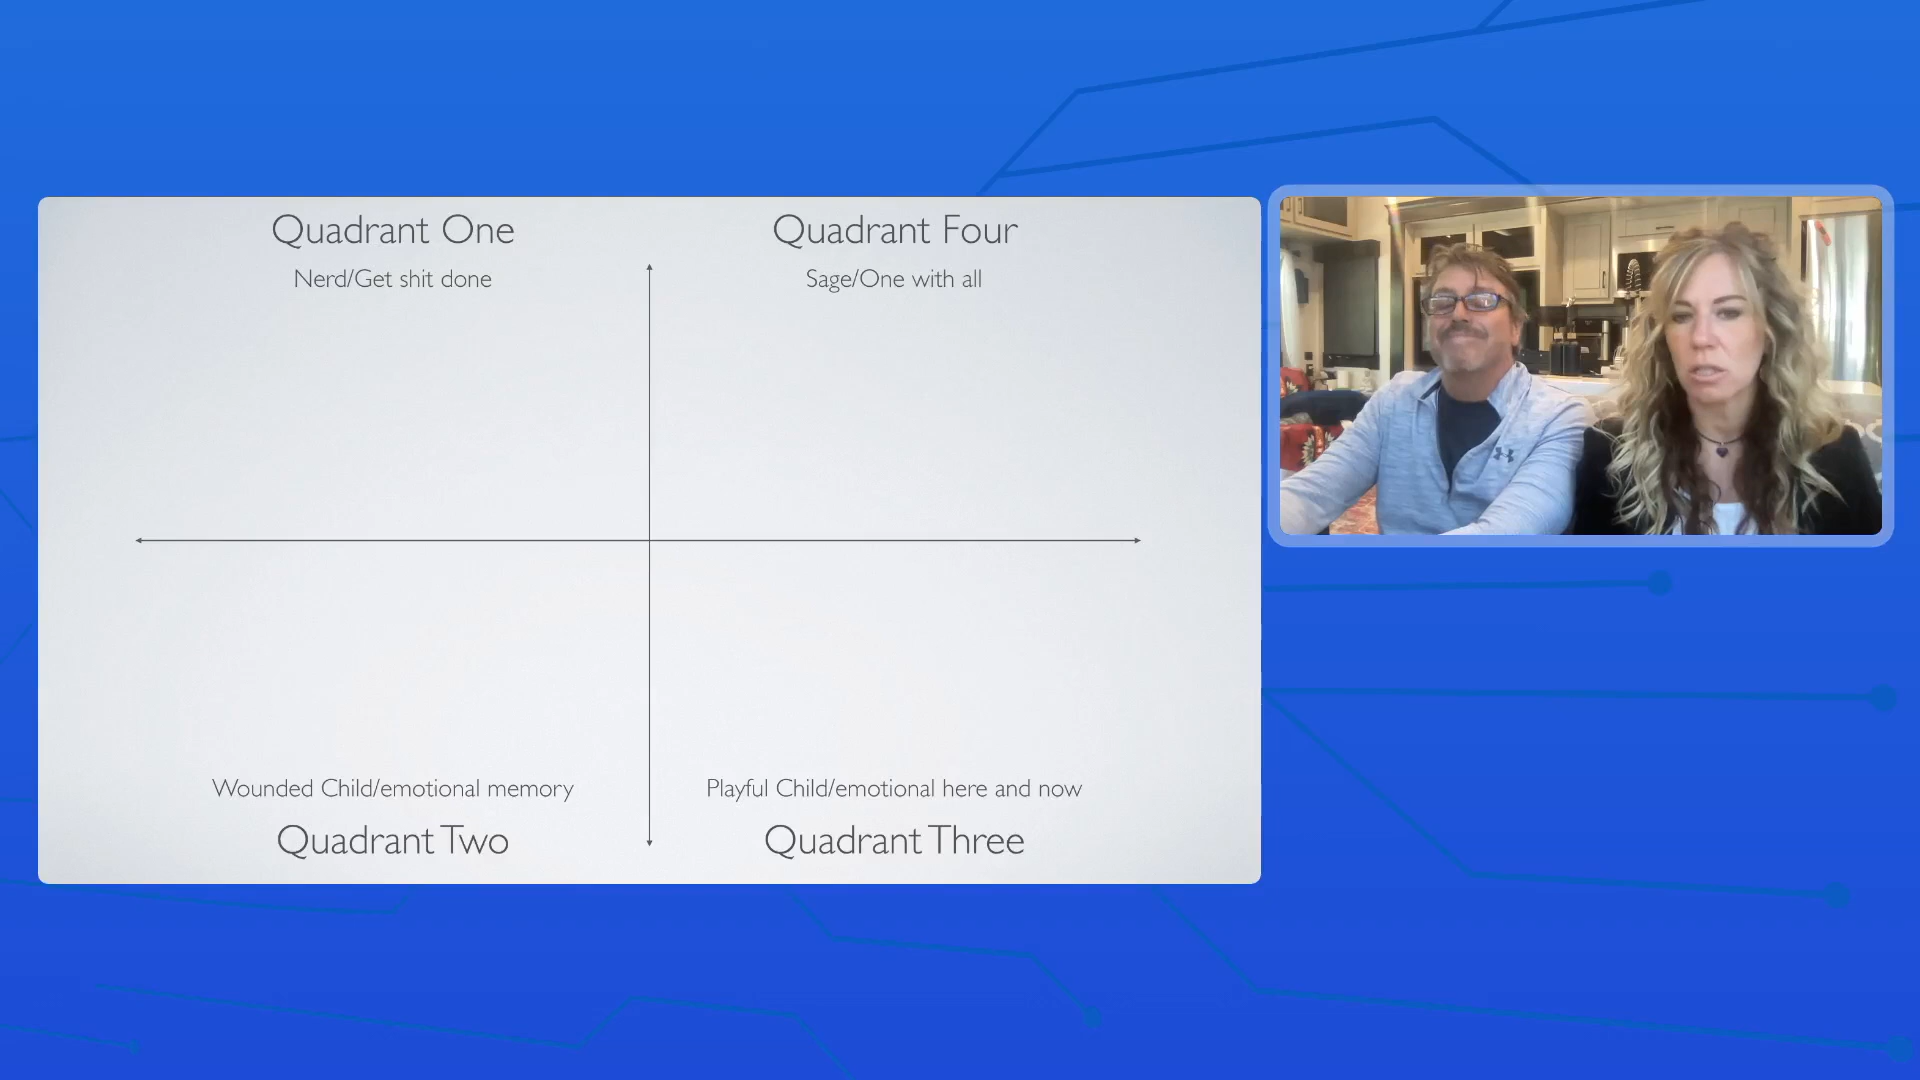 Quadrant One
Nerd/Get shit done
Quadrant Four
Sage/One with all
Wounded Child/emotional memory
Quadrant Two
Playful Child/emotional here and now
Quadrant Three